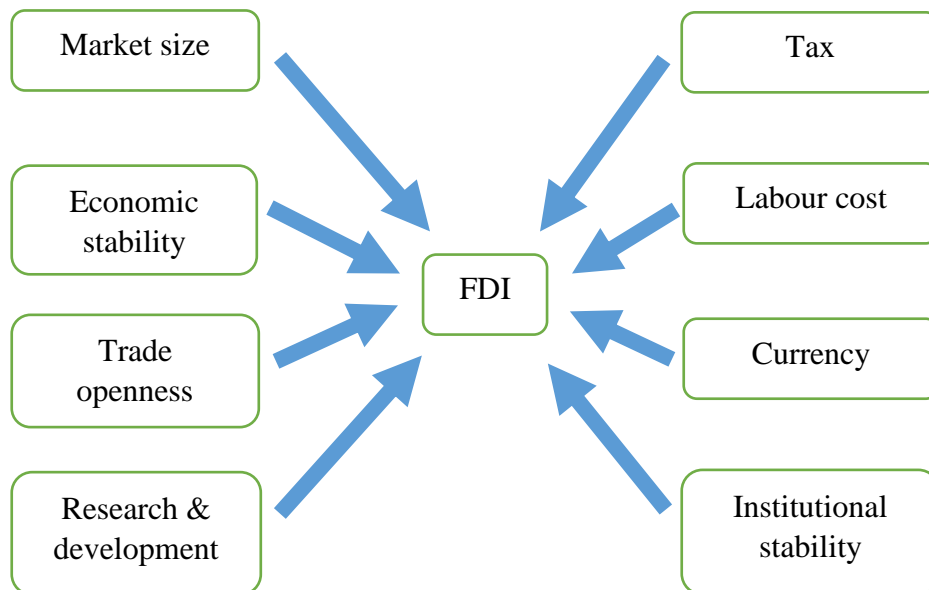 Market size
Economic
stability
Trade
openness
Research &
development
FDI
Tax
Labour cost
Currency
Institutional
stability